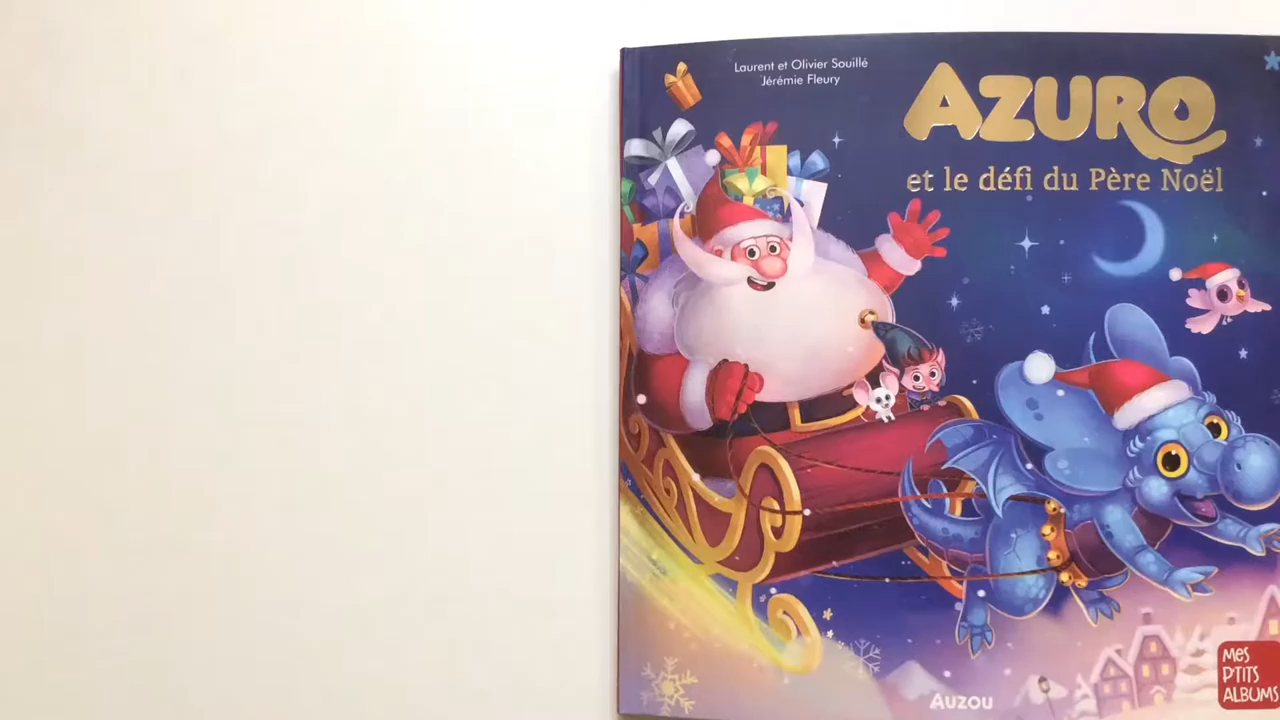 Laurent et Olivier Souillé
Jérémie Fleury
AZURO
et le défi du Père Noël
AUZOU
MES
P'TITS
ALBUMS